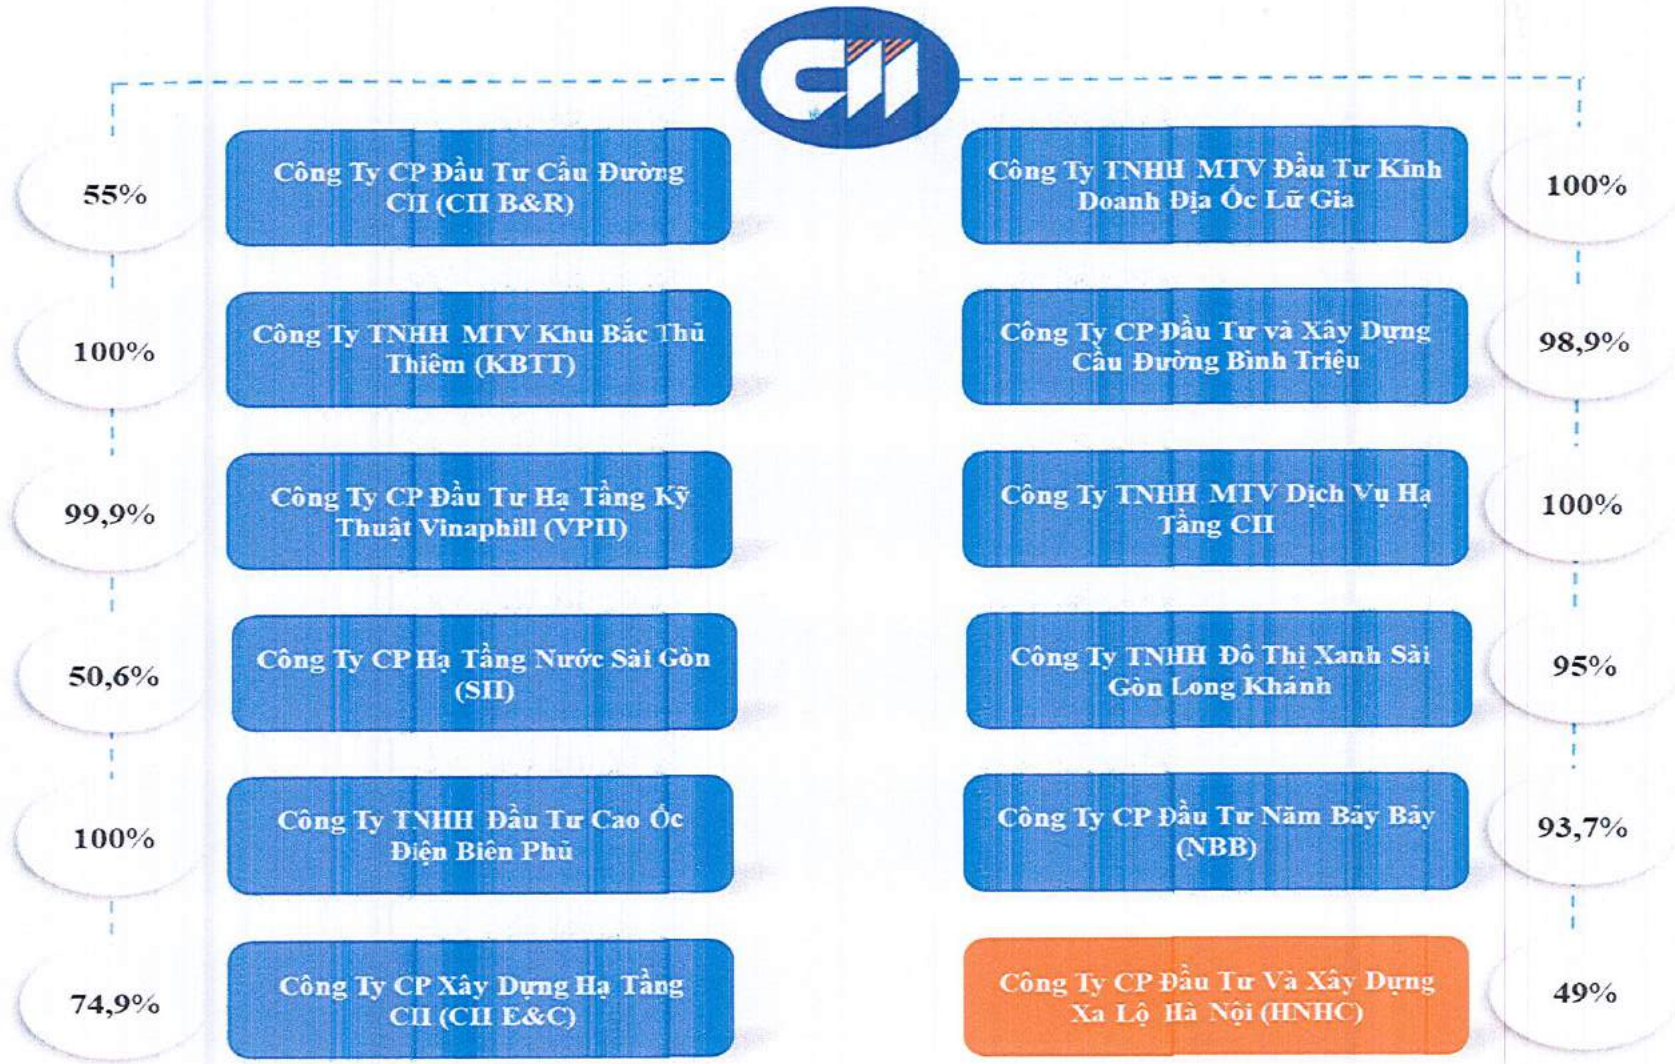 CII
55%
Công Ty CP Đầu Tư Cầu Đường
CII (CII B&R)
100%
Công Ty TNHH MTV Khu Bắc Thủ
Thiêm (KBTT)
99,9%
Công Ty CP Đầu Tư Hạ Tầng Kỹ
Thuật Vinaphill (VPII)
50,6%
Công Ty CP Hạ Tầng Nước Sài Gòn
(SII)
100%
Công Ty TNHH Đầu Tư Cao Ốc
Điện Biên Phủ
74,9%
Công Ty CP Xây Dựng Hạ Tầng
CII (CII E&C)
Công Ty TNHH MTV Đầu Tư Kinh
Doanh Địa Ốc Lữ Gia
100%
Công Ty CP Đầu Tư và Xây Dựng
Cầu Đường Bình Triệu
98,9%
Công Ty TNHH MTV Dịch Vụ Hạ
Tầng CII
100%
Công Ty TNHH Đô Thị Xanh Sài
Gòn Long Khánh
95%
Công Ty CP Đầu Tư Năm Bảy Bảy
(NBB)
93,7%
Công Ty CP Đầu Tư Và Xây Dựng
Xa Lộ Hà Nội (HNHC)
49%